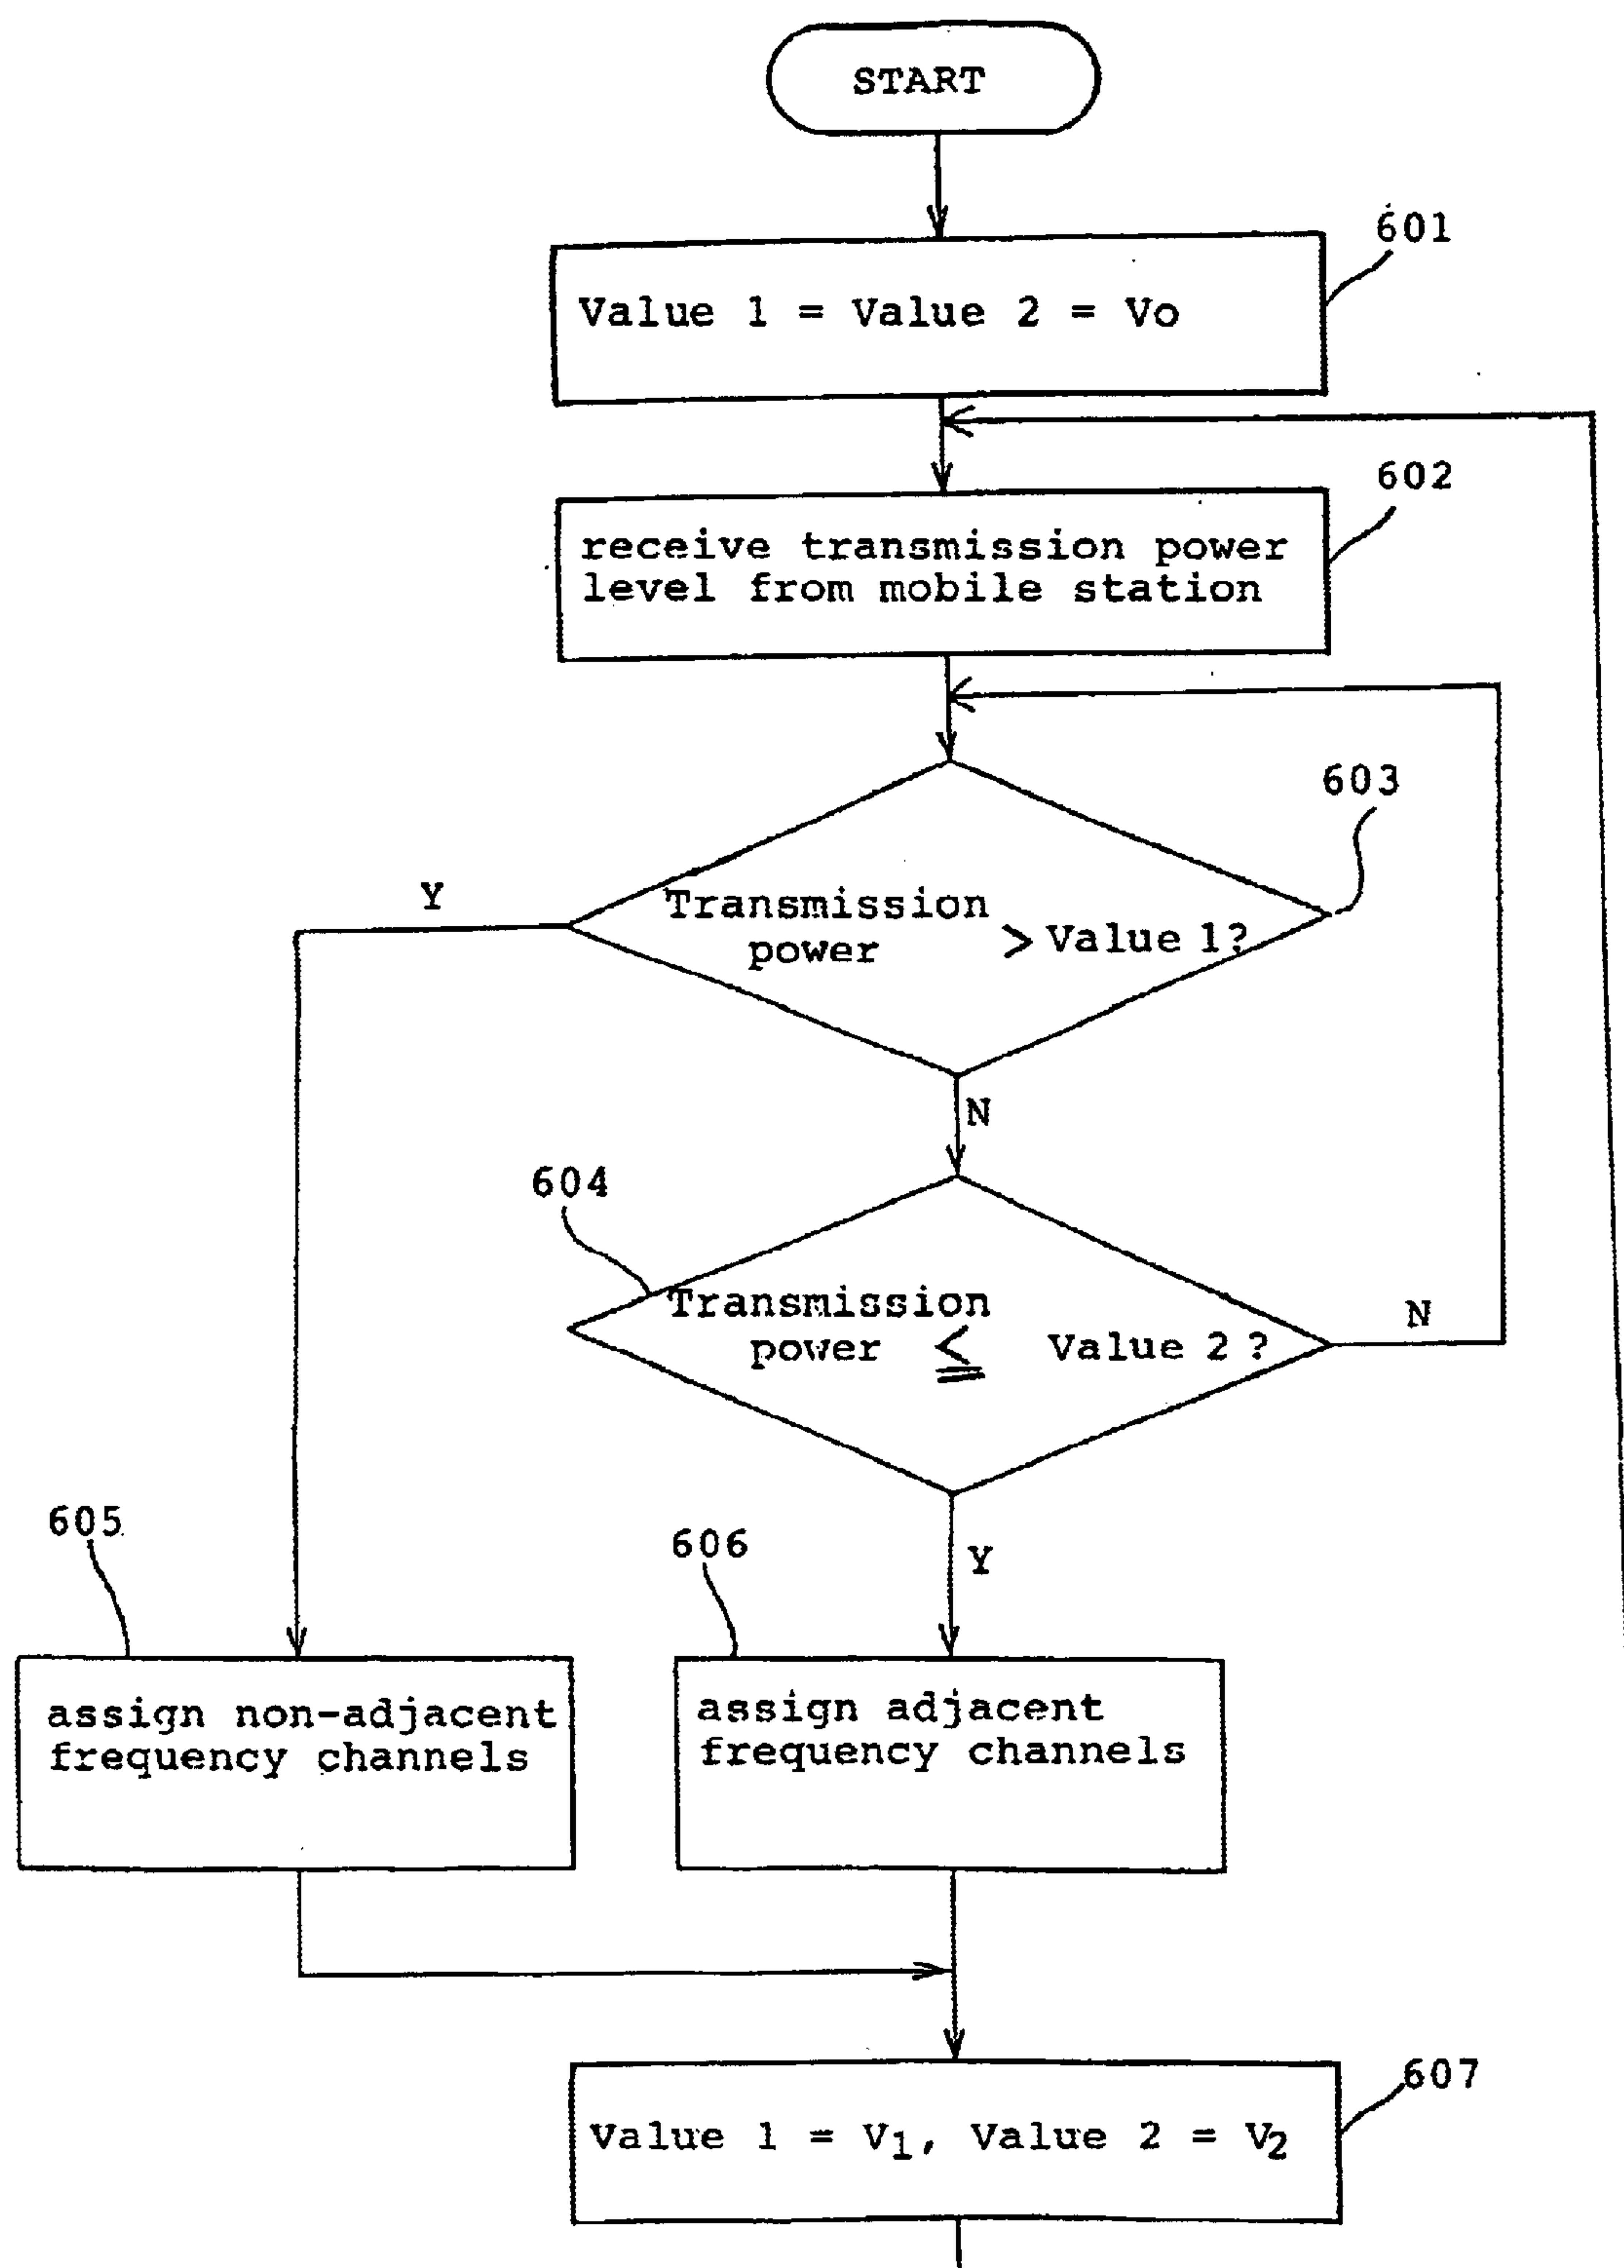 START
601
Value 1 = Value 2 = Vo
602
receive transmission power
level from mobile station
603
Y
Transmission
power > Value 1?
N
604
Transmission
power ≦ Value 2 ?
N
605
606
Y
assign non-adjacent
frequency channels
assign adjacent
frequency channels
607
Value 1 = V1, Value 2 = V2